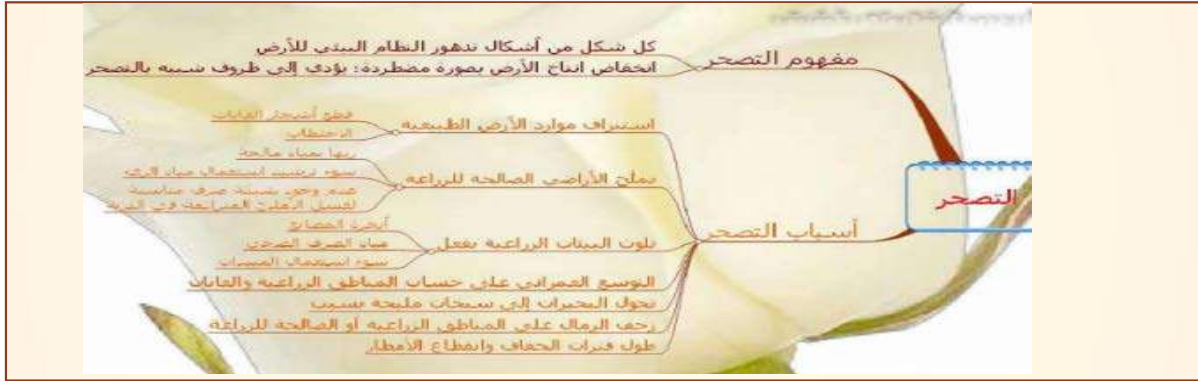 مفهوم التصحر
كل شكل من أشكال تدهور النظام البيئي للأرض
انخفاض انتاج الأرض بصورة مضطردة؛ يؤدي إلى ظروف شبيه بالتصحر
التصحر
أسباب التصحر
استنزاف موارد الأرض الطبيعية
قطع أشجار الغابات
الاحتطاب
تملّح الأراضي الصالحة للزراعة
ريها بمياه مالحة
سوء ترشيد استعمال مياه الري
عدم وجود شبكة صرف مناسبة
لغسل الأملاح المتراكمة في التربة
تلوث البيئات الزراعية بفعل
أبخرة المصانع
مياه الصرف الصحي
سوء استعمال المبيدات
التوسع العمراني على حساب المناطق الزراعية والغابات
تحول البحيرات إلى سبخات مليحة بسبب
زحف الرمال على المناطق الزراعية أو الصالحة للزراعة
طول فترات الجفاف وانقطاع الأمطار